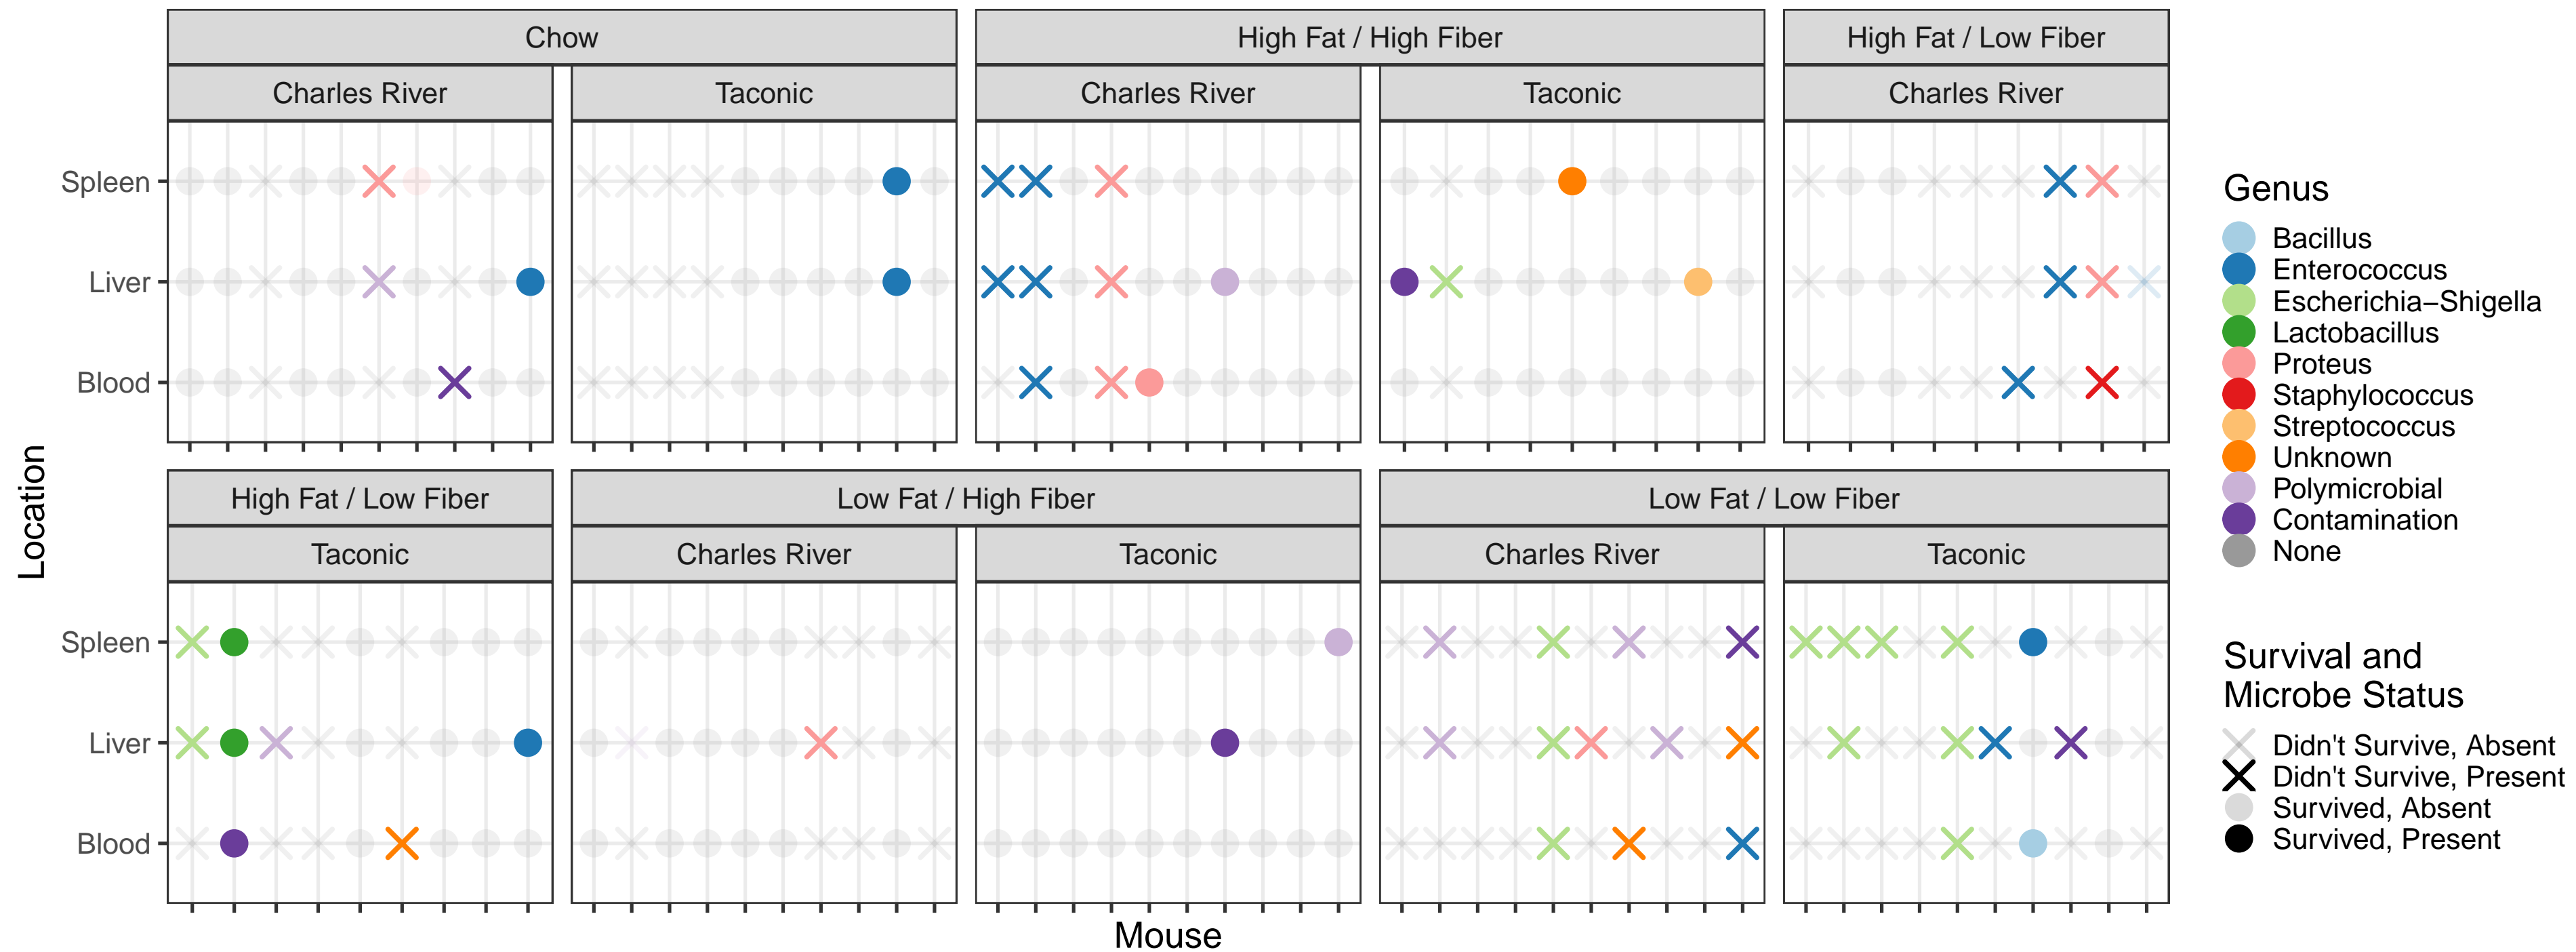 Chow
High Fat / High Fiber
High Fat / Low Fiber
Charles River
Taconic
Charles River
Taconic
Charles River
Spleen
Liver
Blood
High Fat / Low Fiber
Low Fat / High Fiber
Low Fat / Low Fiber
Taconic
Charles River
Taconic
Charles River
Taconic
Spleen
Liver
Blood
Location
Mouse
Genus
Bacillus
Enterococcus
Escherichia−Shigella
Lactobacillus
Proteus
Staphylococcus
Streptococcus
Unknown
Polymicrobial
Contamination
None
Survival and
Microbe Status
Didn't Survive, Absent
Didn't Survive, Present
Survived, Absent
Survived, Present